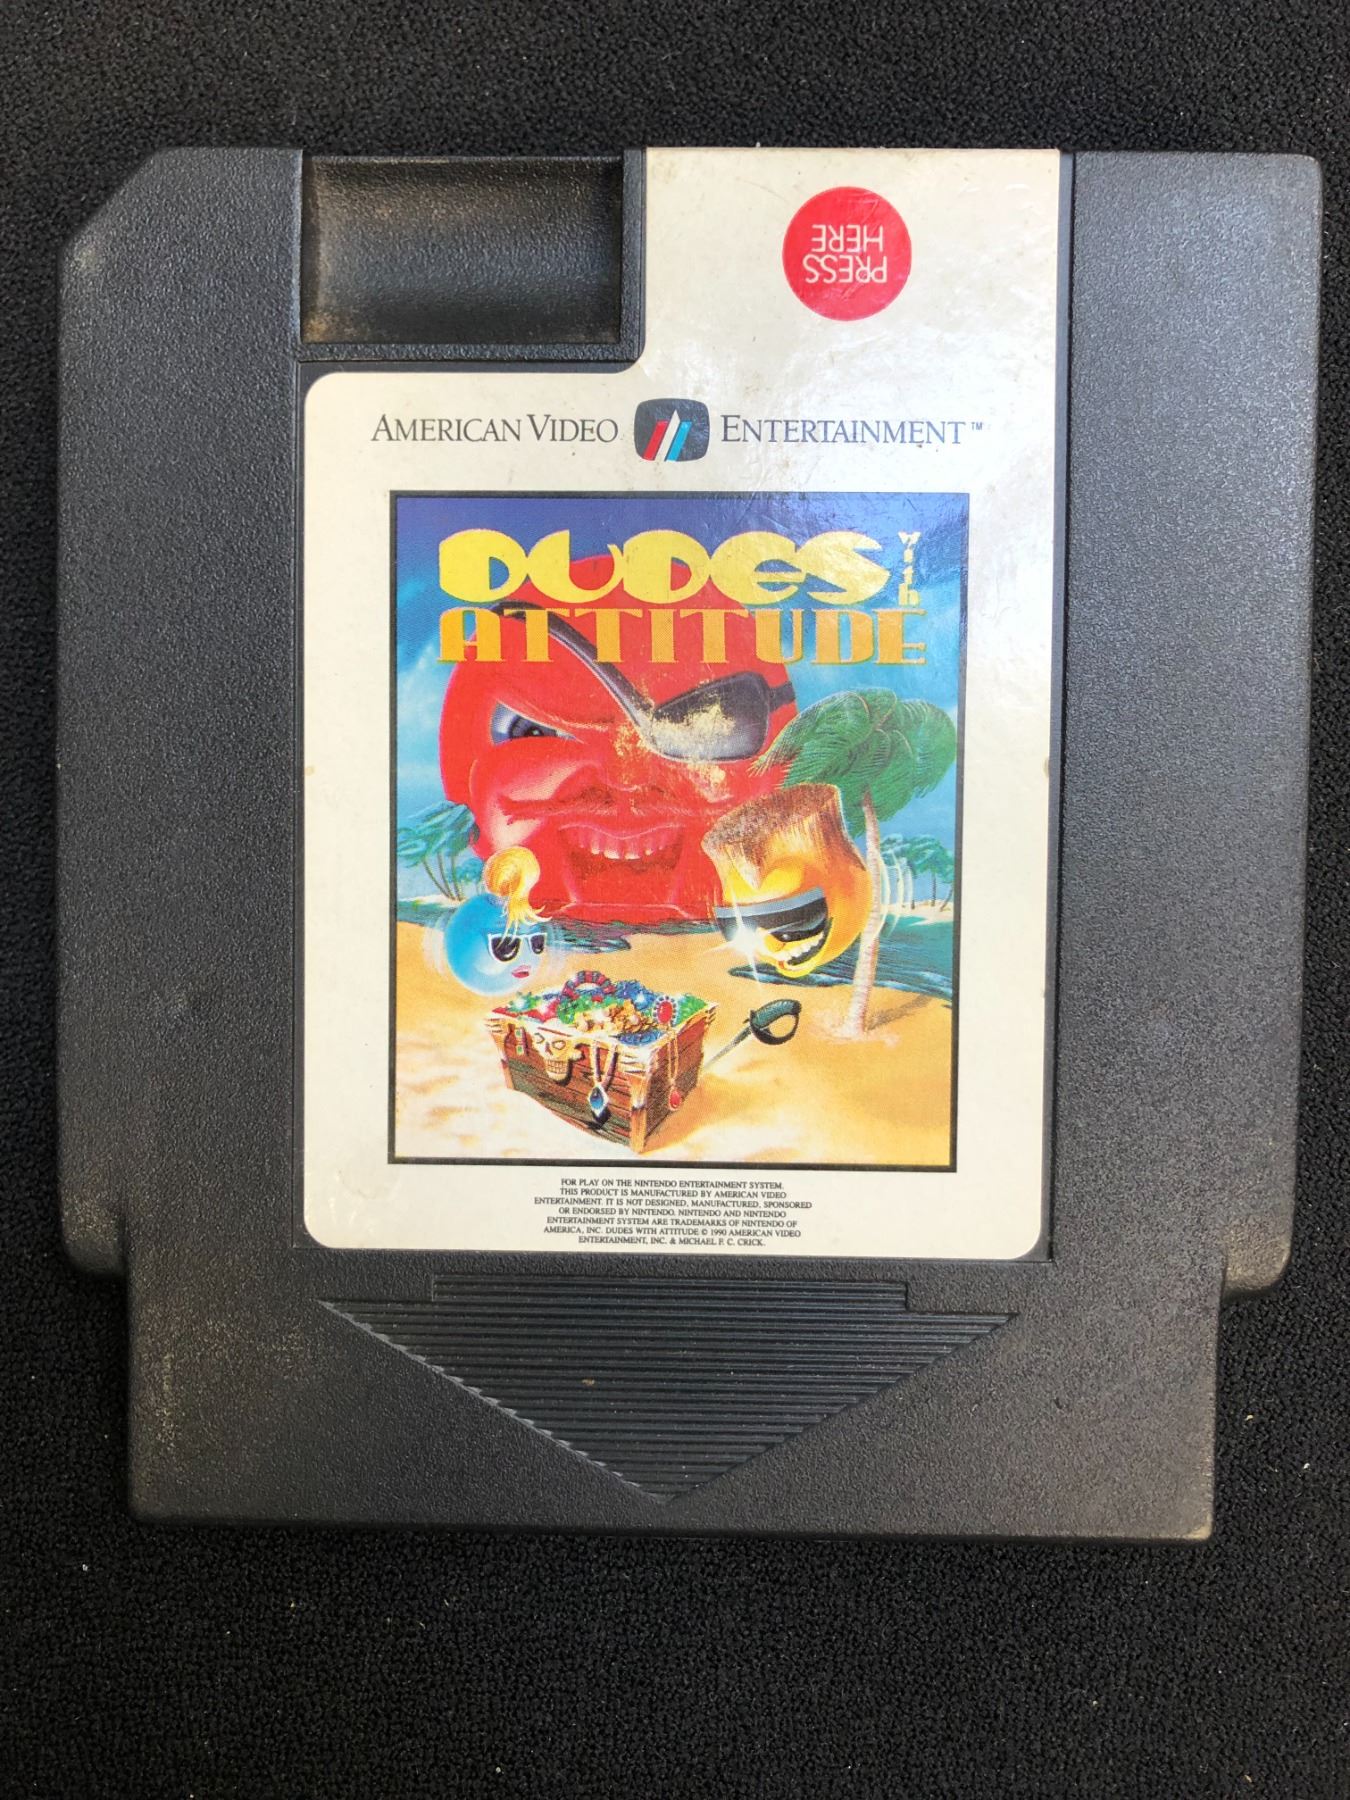 PRESS
HERE
AMERICAN VIDEO ENTERTAINMENT™
DUDES with
ATTITUDE
FOR PLAY ON THE NINTENDO ENTERTAINMENT SYSTEM.
THIS PRODUCT IS MANUFACTURED BY AMERICAN VIDEO
ENTERTAINMENT. IT IS NOT DESIGNED, MANUFACTURED, SPONSORED
OR ENDORSED BY NINTENDO. NINTENDO AND NINTENDO
ENTERTAINMENT SYSTEM ARE TRADEMARKS OF NINTENDO OF
AMERICA, INC. DUDES WITH ATTITUDE © 1990 AMERICAN VIDEO
ENTERTAINMENT, INC. & MICHAEL F. C. CRICK.